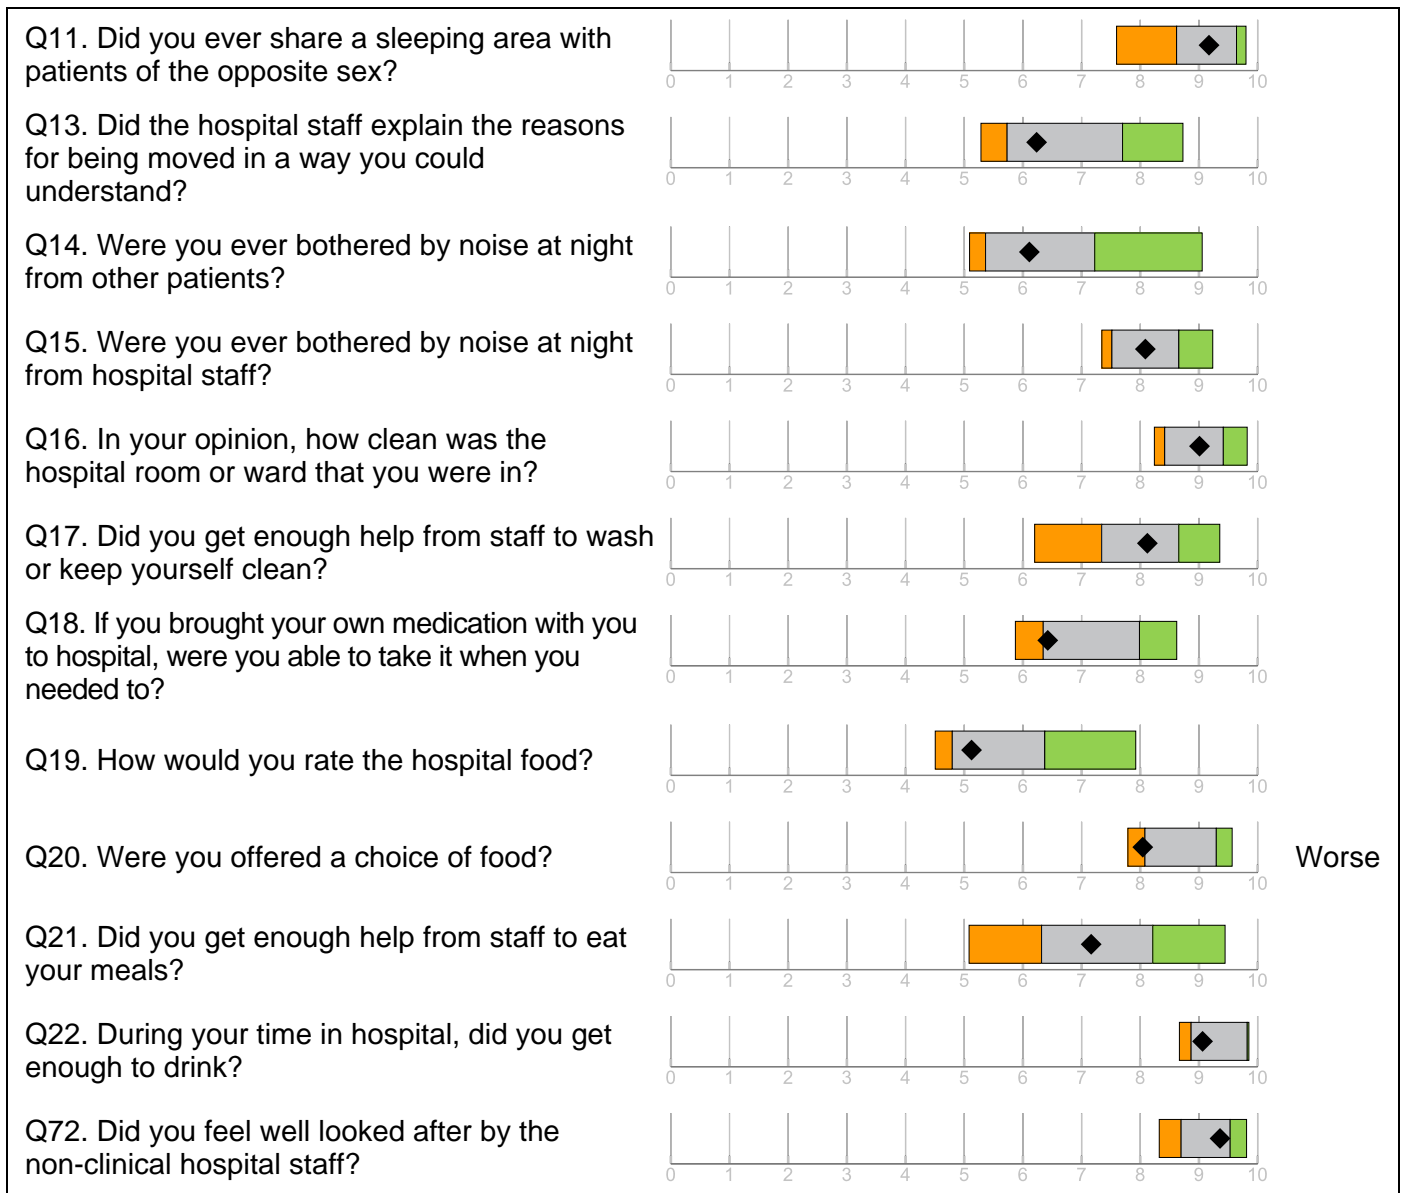 Q11. Did you ever share a sleeping area with
patients of the opposite sex?
0 1 2 3 4 5 6 7 8 9 10
Q13. Did the hospital staff explain the reasons
for being moved in a way you could
understand?
0 1 2 3 4 5 6 7 8 9 10
Q14. Were you ever bothered by noise at night
from other patients?
0 1 2 3 4 5 6 7 8 9 10
Q15. Were you ever bothered by noise at night
from hospital staff?
0 1 2 3 4 5 6 7 8 9 10
Q16. In your opinion, how clean was the
hospital room or ward that you were in?
0 1 2 3 4 5 6 7 8 9 10
Q17. Did you get enough help from staff to wash
or keep yourself clean?
0 1 2 3 4 5 6 7 8 9 10
Q18. If you brought your own medication with you
to hospital, were you able to take it when you
needed to?
0 1 2 3 4 5 6 7 8 9 10
Q19. How would you rate the hospital food?
0 1 2 3 4 5 6 7 8 9 10
Q20. Were you offered a choice of food?
Worse
0 1 2 3 4 5 6 7 8 9 10
Q21. Did you get enough help from staff to eat
your meals?
0 1 2 3 4 5 6 7 8 9 10
Q22. During your time in hospital, did you get
enough to drink?
0 1 2 3 4 5 6 7 8 9 10
Q72. Did you feel well looked after by the
non-clinical hospital staff?
0 1 2 3 4 5 6 7 8 9 10